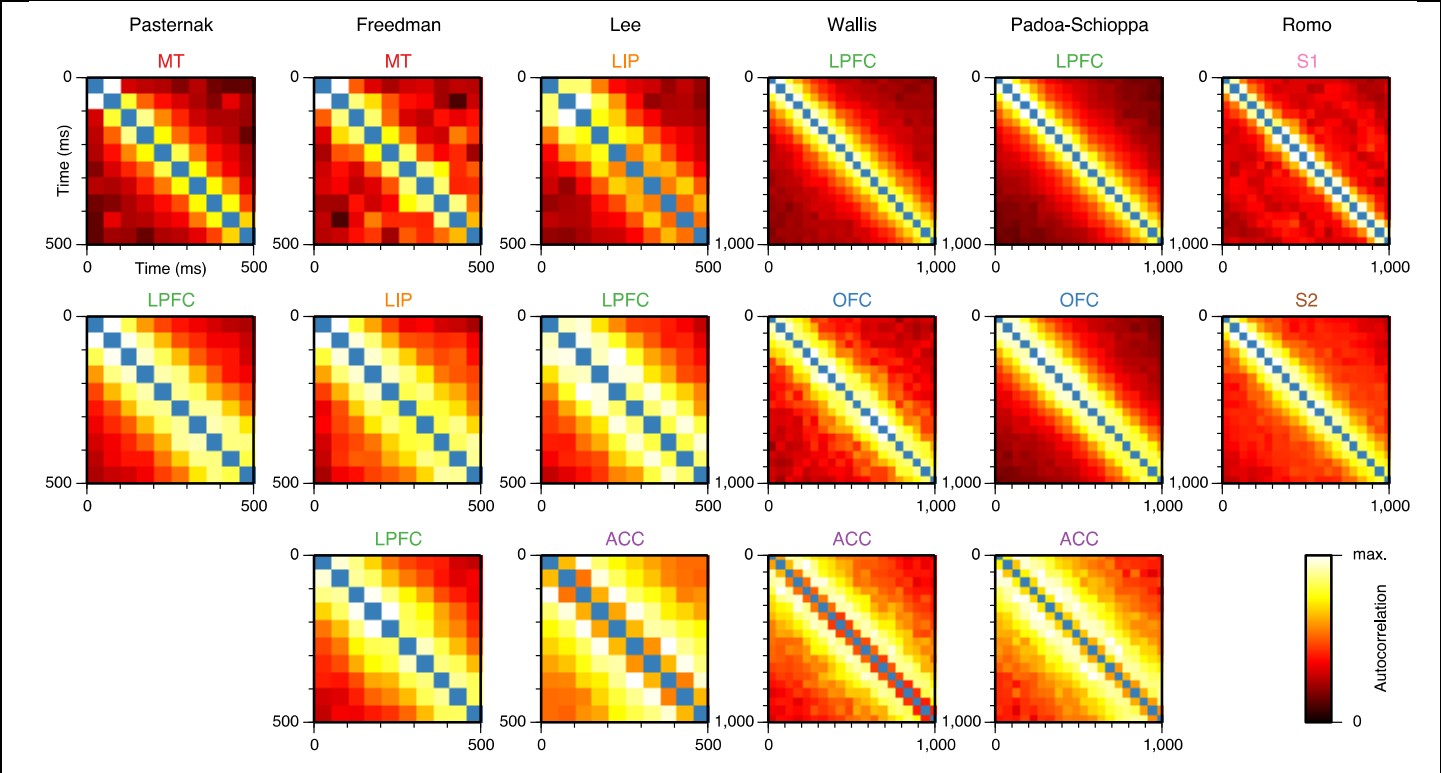 Pasternak Freedman Lee Wallis Padoa-Schioppa Romo
MT MT LIP LPFC LPFC S1
0 0 0 0 0 0
Time (ms)
500 500 500 1,000 1,000 1,000
0 500 0 500 0 500 0 1,000 0 1,000 0 1,000
Time (ms)
LPFC LIP LPFC OFC OFC S2
0 0 0 0 0 0
500 500 500 1,000 1,000 1,000
0 500 0 500 0 500 0 1,000 0 1,000 0 1,000
LPFC ACC ACC ACC
0 0 0 0 max.
Autocorrelation
500 500 1,000 1,000 0
0 500 0 500 0 1,000 0 1,000